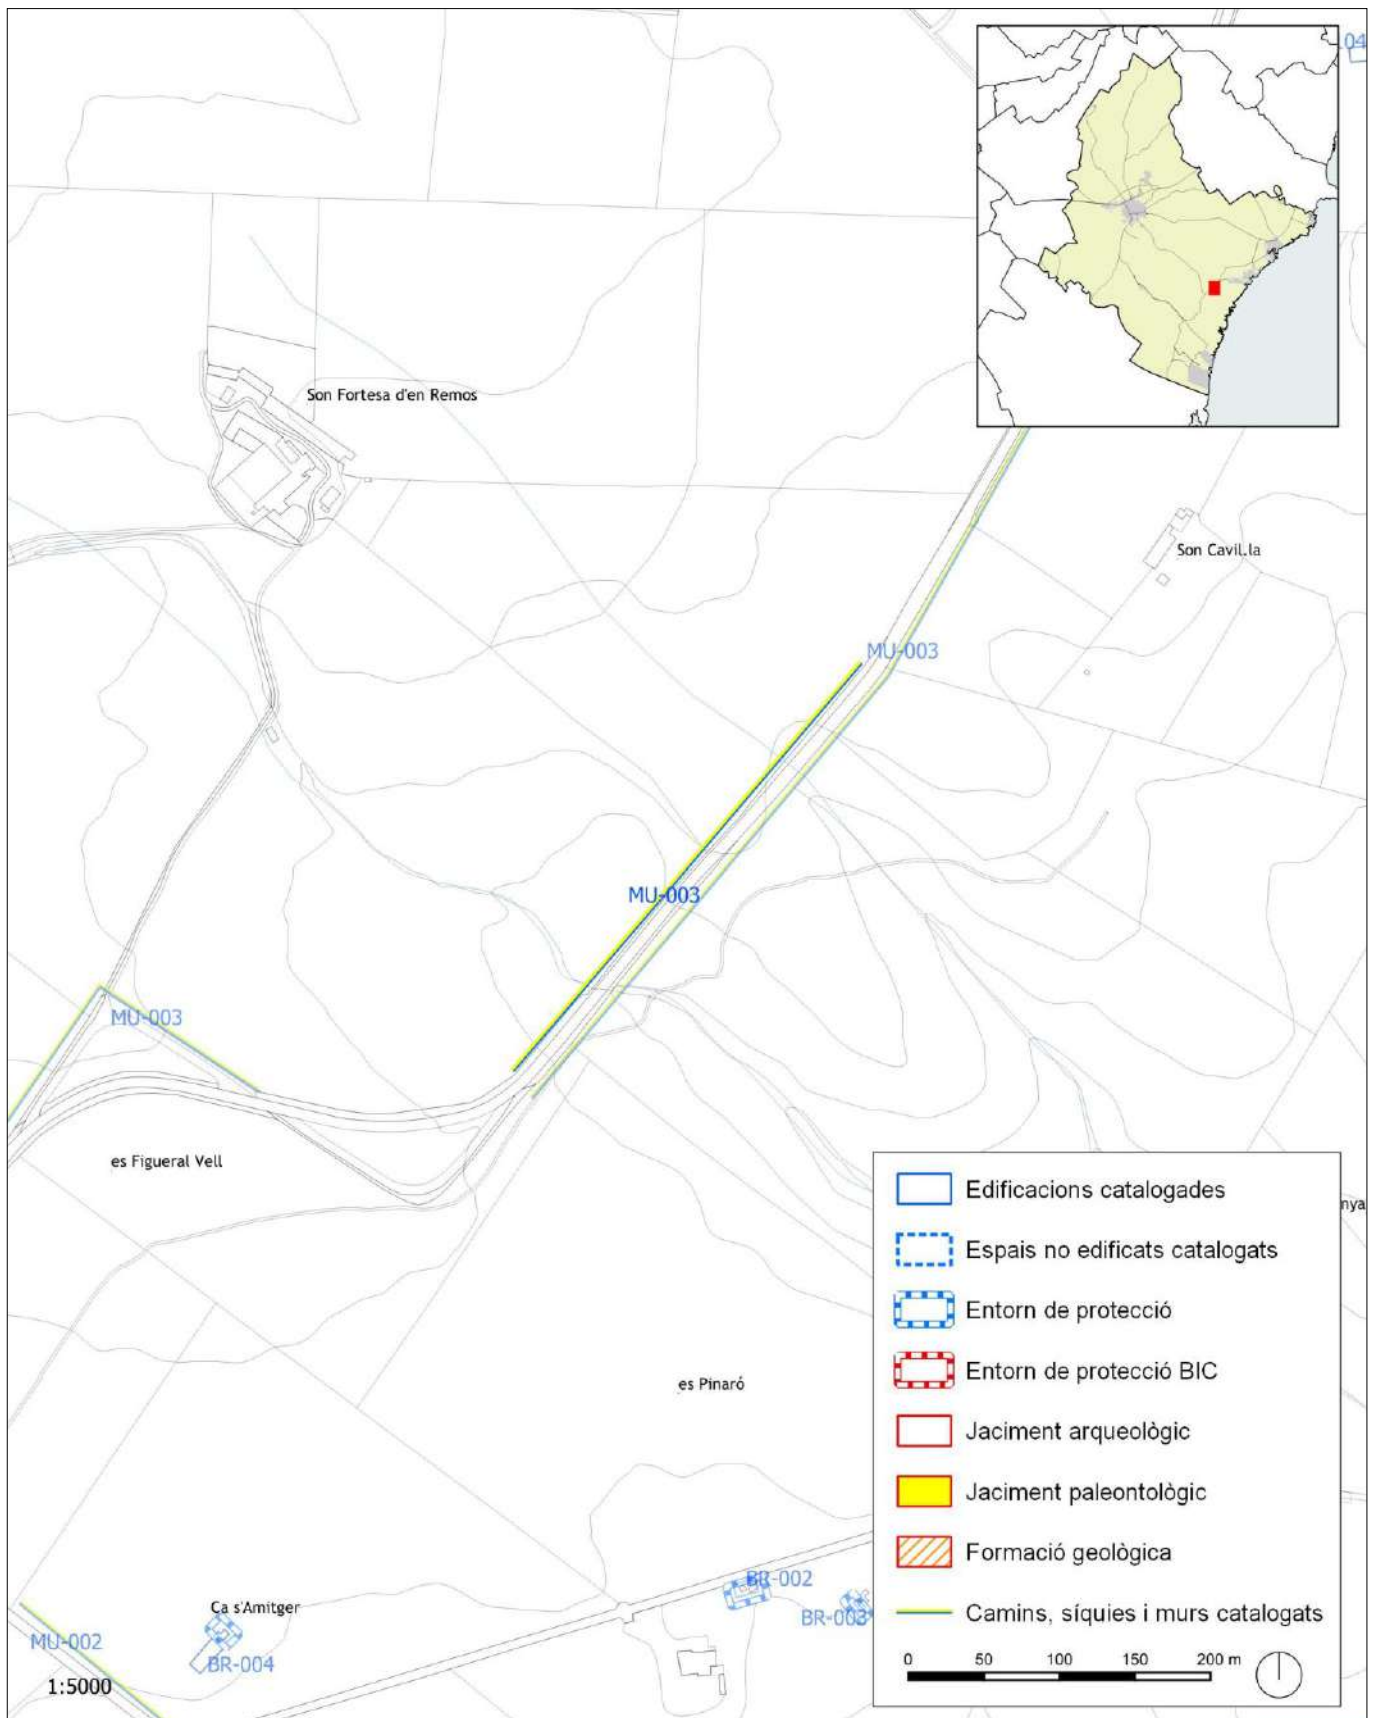 04
Son Fortesa d'en Remos
Son Cavil.la
MU-003
MU-003
MU-003
es Figueral Vell
nya
es Pinaró
BR-002
BR-003
Ca s'Amitger
MU-002
BR-004
1:5000
Edificacions catalogades
Espais no edificats catalogats
Entorn de protecció
Entorn de protecció BIC
Jaciment arqueològic
Jaciment paleontològic
Formació geològica
Camins, síquies i murs catalogats
0 50 100 150 200 m